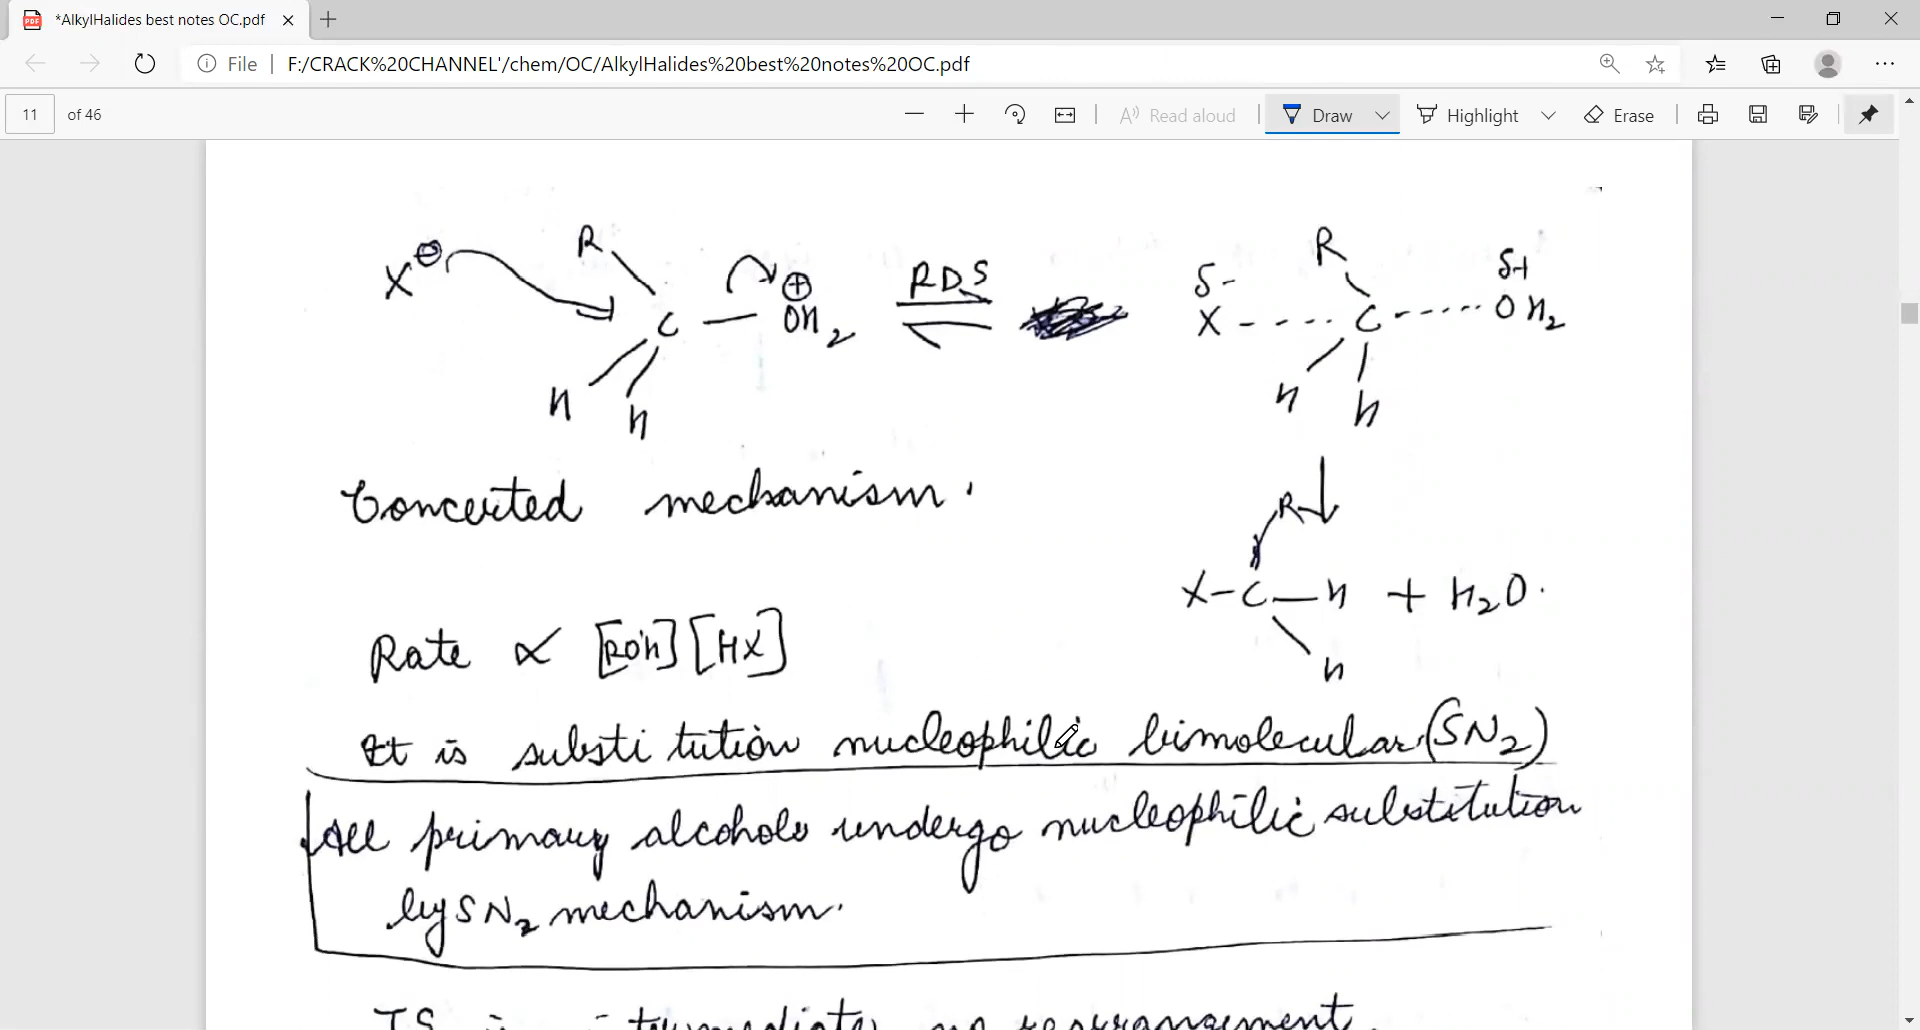 *AlkylHalides best notes OC.pdf
File F:/CRACK%20CHANNEL'/chem/OC/AlkylHalides%20best%20notes%20OC.pdf
11 of 46 Read aloud Draw Highlight Erase
X⊖ R C ⊕ OH2 H H RDS δ- X R C δ+ OH2 H H
Concerted mechanism.
R
X-C-H + H2O.
H
Rate ∝ [ROH] [HX]
It is substitution nucleophilic bimolecular (SN2)
All primary alcohols undergo nucleophilic substitution
by SN2 mechanism.